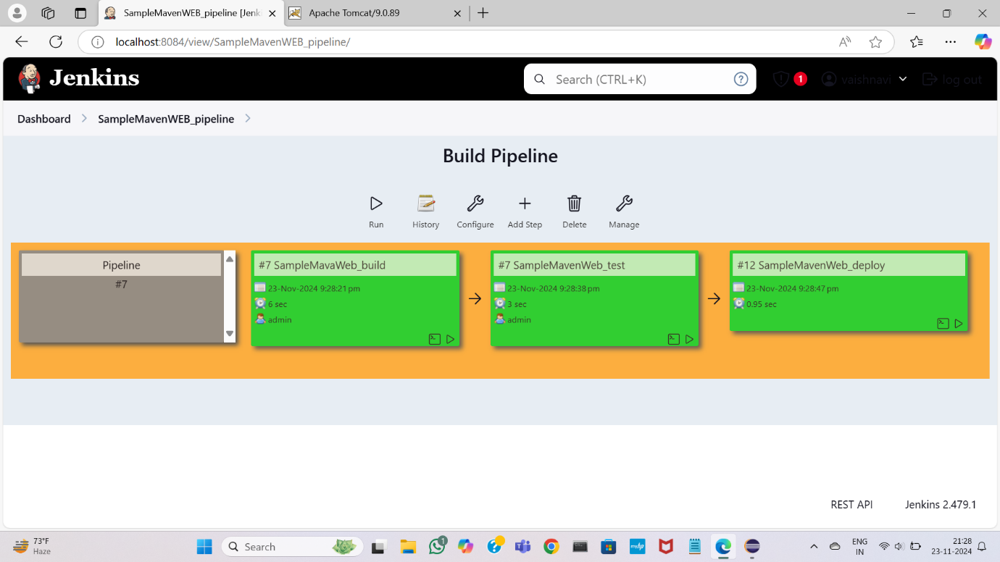 SampleMavenWEB_pipeline [Jenki
Apache Tomcat/9.0.89
localhost:8084/view/SampleMavenWEB_pipeline/
Jenkins
Search (CTRL+K)
1
vaishnavi
log out
Dashboard
SampleMavenWEB_pipeline
Build Pipeline
Run
History
Configure
Add Step
Delete
Manage
Pipeline
#7
#7 SampleMavaWeb_build
23-Nov-2024 9:28:21 pm
6 sec
admin
#7 SampleMavenWeb_test
23-Nov-2024 9:28:38 pm
3 sec
admin
#12 SampleMavenWeb_deploy
23-Nov-2024 9:28:47 pm
0.95 sec
REST API
Jenkins 2.479.1
73°F
Haze
Search
1
myhp
ENG
IN
21:28
23-11-2024